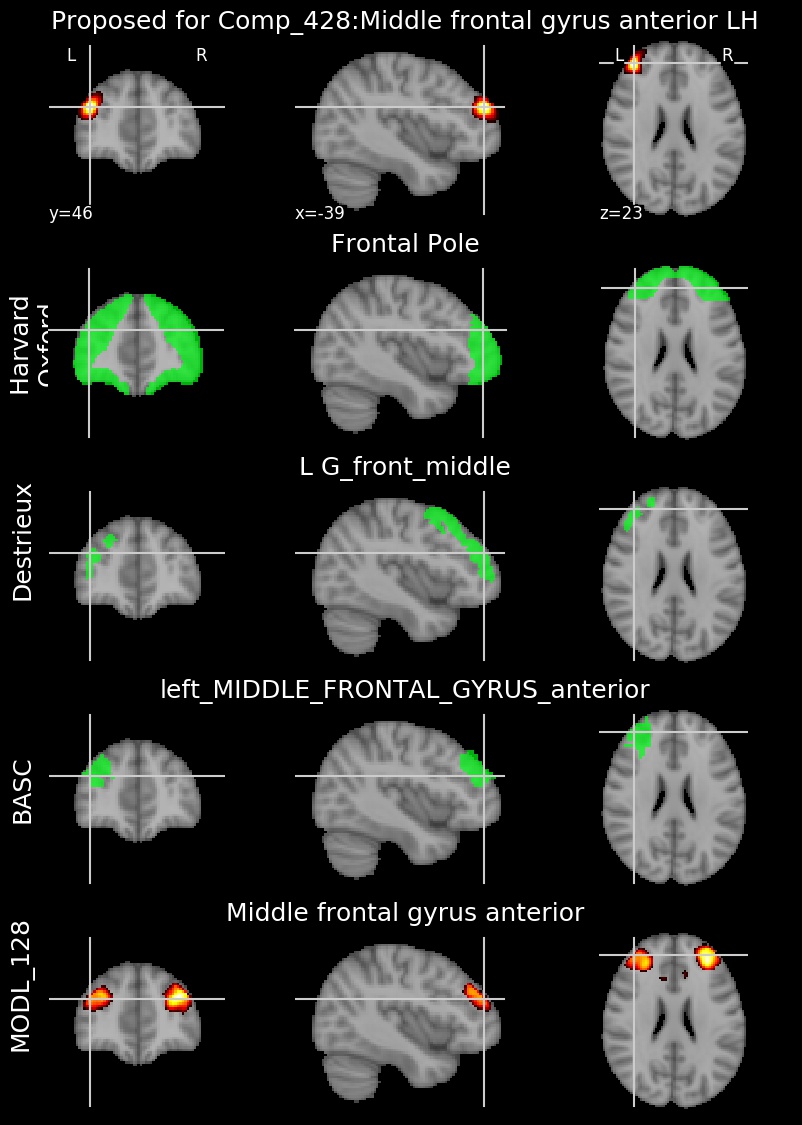 Proposed for Comp_428:Middle frontal gyrus anterior LH
L R
L R
y=46
x=-39
z=23
Frontal Pole
Harvard
Oxford
L G_front_middle
Destrieux
left_MIDDLE_FRONTAL_GYRUS_anterior
BASC
Middle frontal gyrus anterior
MODL_128